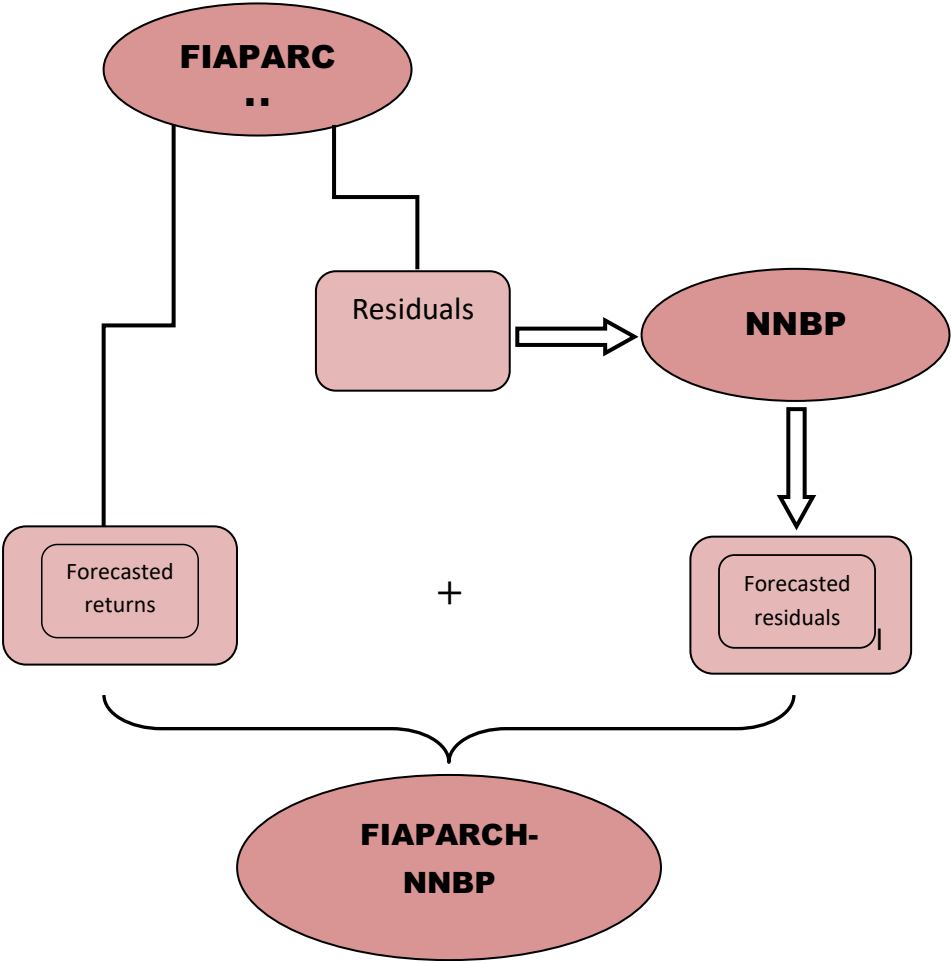 FIAPARC
..
Residuals
NNBP
Forecasted
returns
+
Forecasted
residuals
l
FIAPARCH-
NNBP